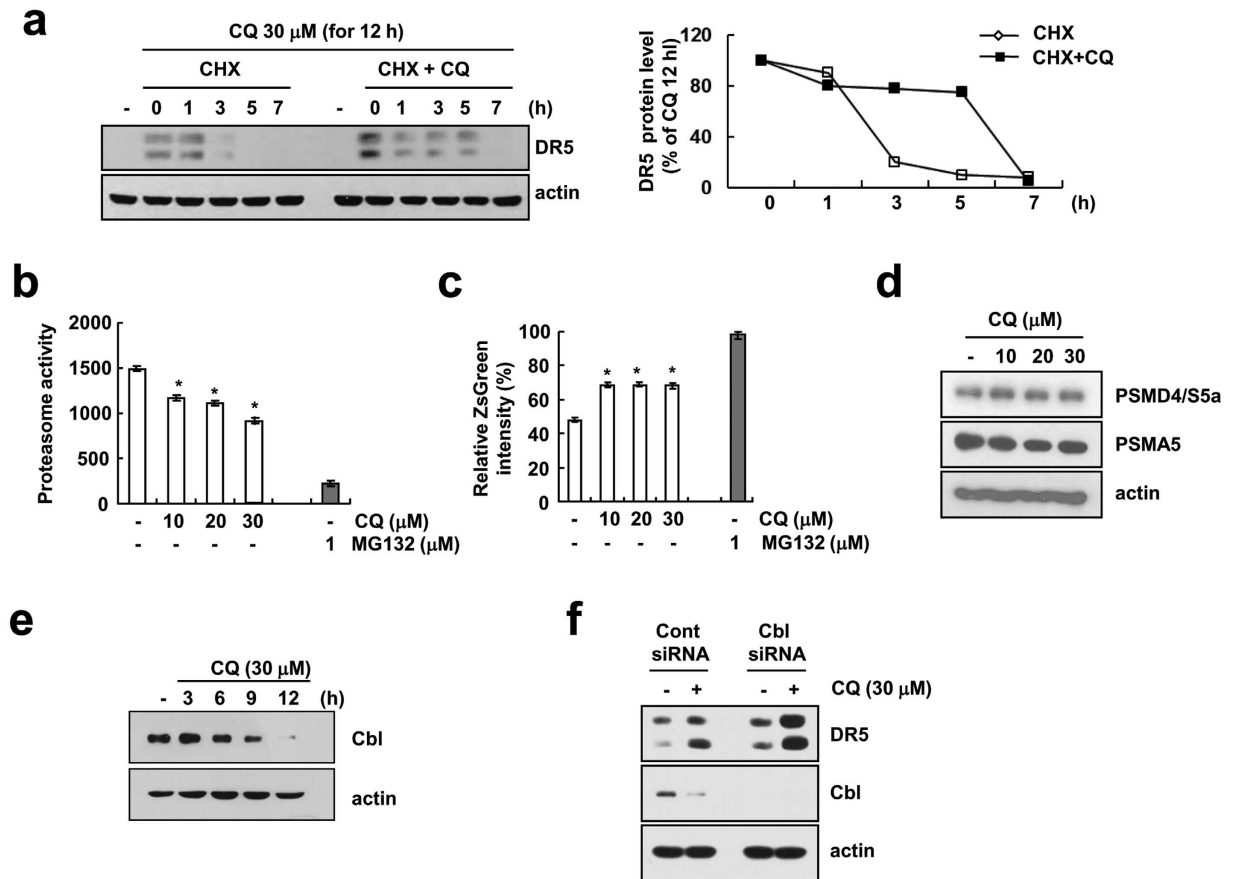 a
CQ 30 μM (for 12 h)
CHX
CHX + CQ
- 0 1 3 5 7 - 0 1 3 5 7 (h)
DR5
actin
DR5 protein level
(% of CQ 12 hl)
120
80
40
0
0 1 3 5 7 (h)
CHX
CHX+CQ
b
Proteasome activity
2000
1500
1000
500
0
* * *
- 10 20 30 - CQ (μM)
- - - - 1 MG132 (μM)
c
Relative ZsGreen
intensity (%)
100
80
60
40
20
0
* * *
- 10 20 30 - CQ (μM)
- - - - 1 MG132 (μM)
d
CQ (μM)
- 10 20 30
PSMD4/S5a
PSMA5
actin
e
CQ (30 μM)
- 3 6 9 12 (h)
Cbl
actin
f
Cont
siRNA
Cbl
siRNA
- + - + CQ (30 μM)
DR5
Cbl
actin